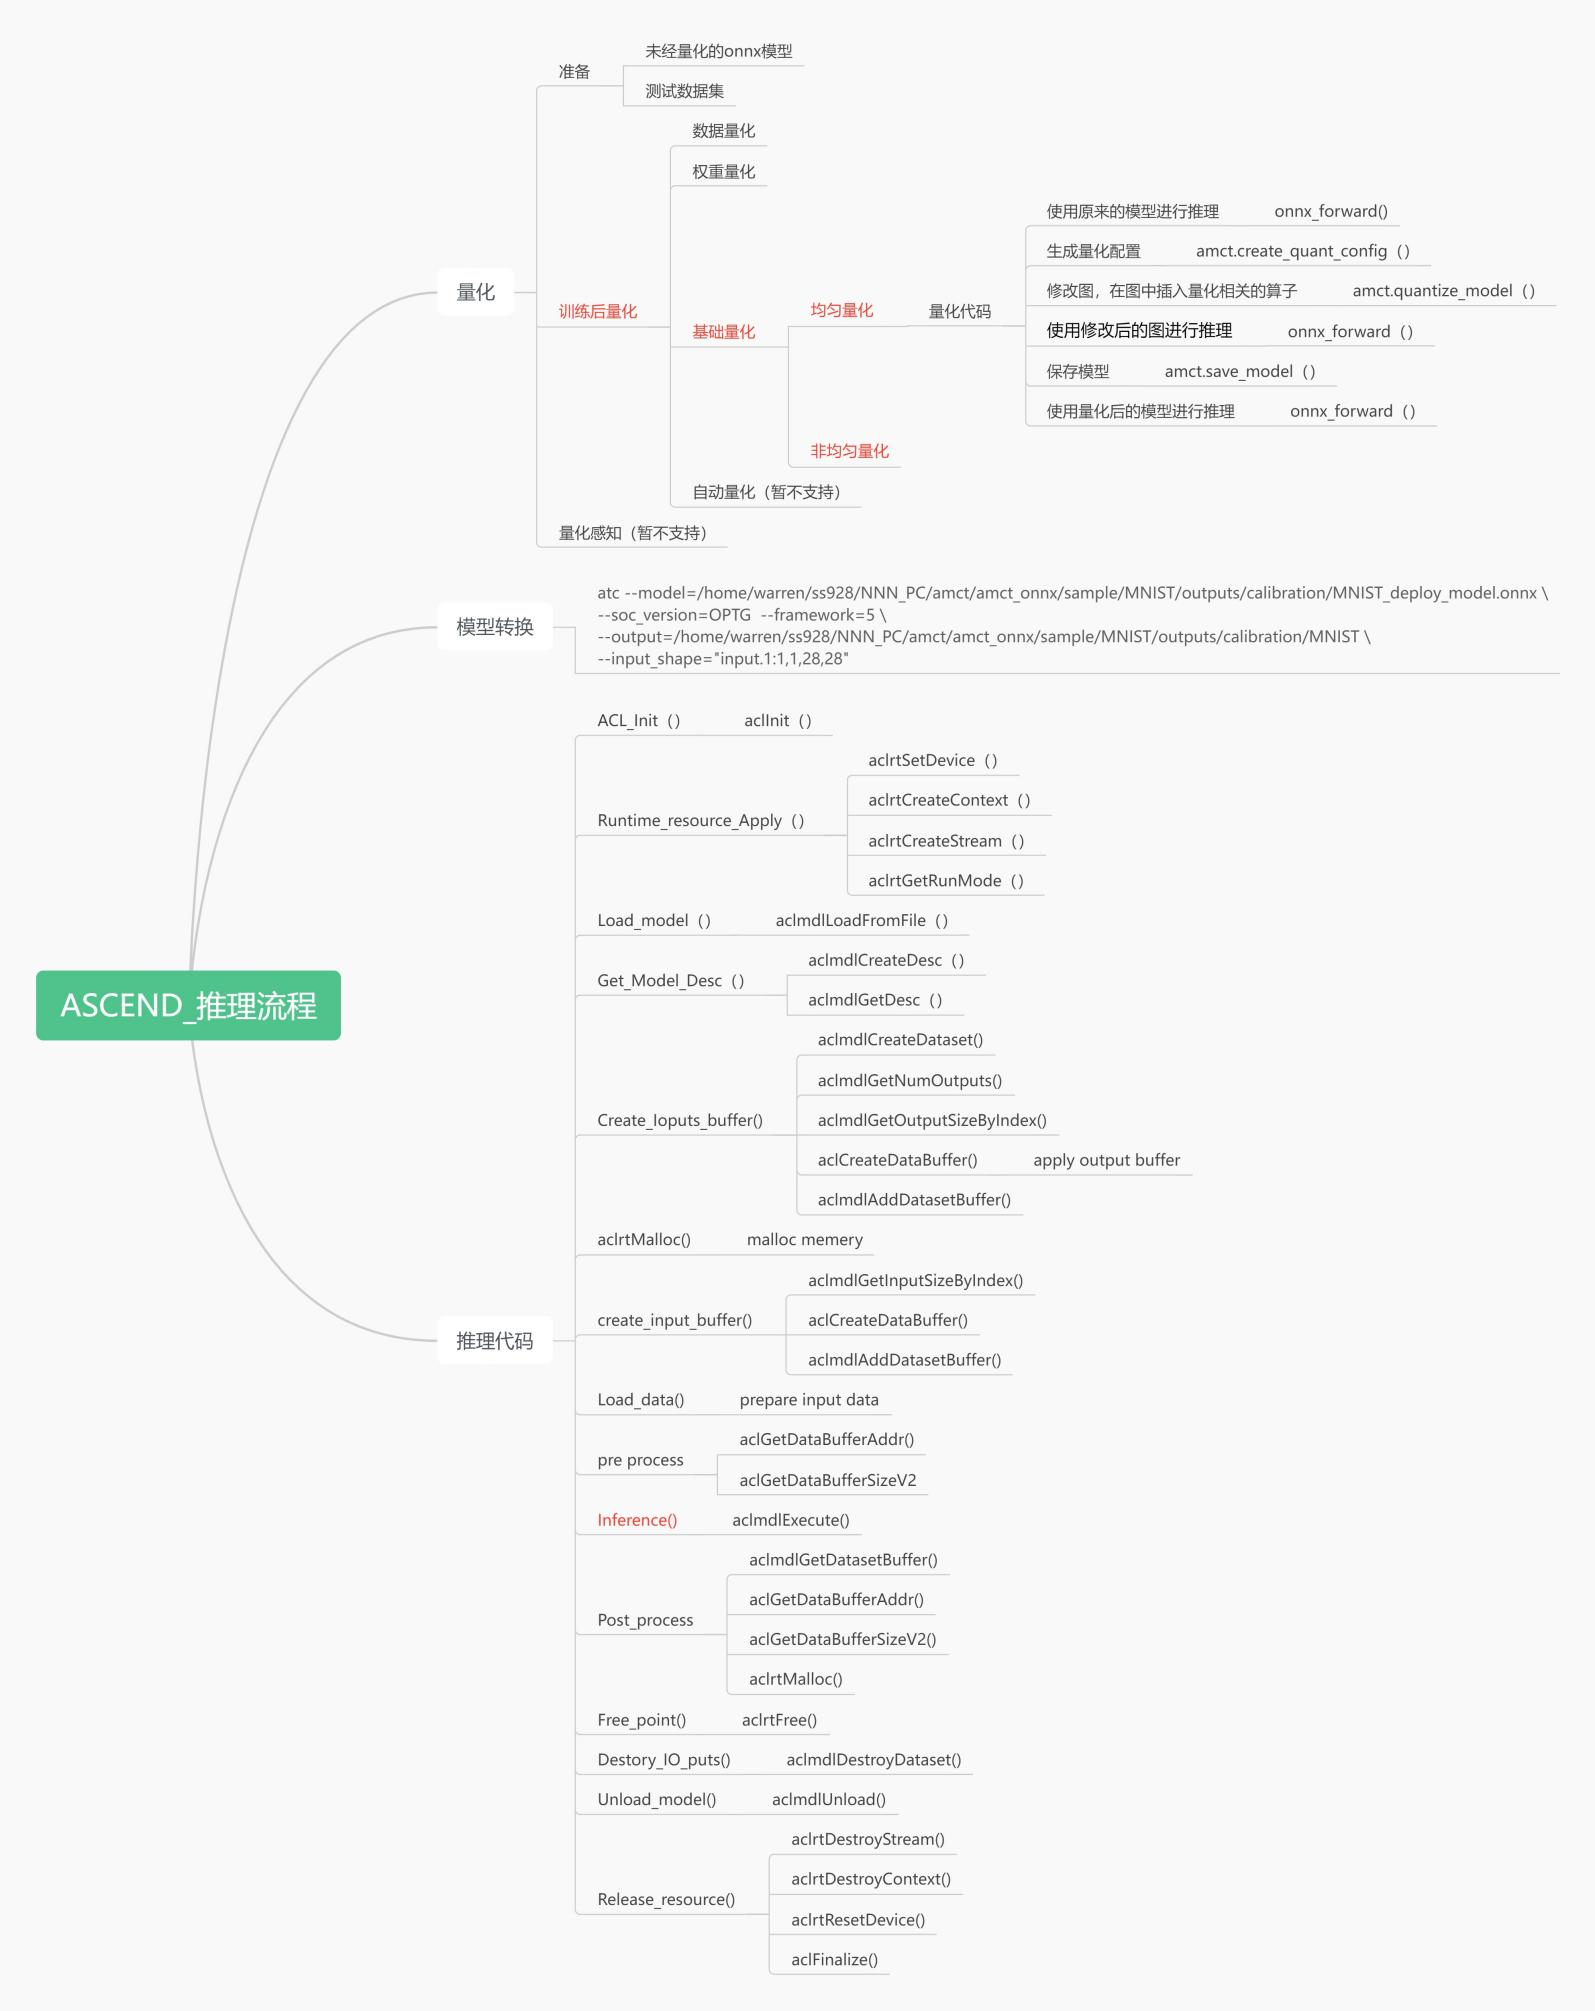 ASCEND_推理流程
量化
准备
未经量化的onnx模型
测试数据集
训练后量化
数据量化
权重量化
基础量化
均匀量化
量化代码
使用原来的模型进行推理 onnx_forward()
生成量化配置 amct.create_quant_config（）
修改图，在图中插入量化相关的算子 amct.quantize_model（）
使用修改后的图进行推理 onnx_forward（）
保存模型 amct.save_model（）
使用量化后的模型进行推理 onnx_forward（）
非均匀量化
自动量化（暂不支持）
量化感知（暂不支持）
模型转换
atc --model=/home/warren/ss928/NNN_PC/amct/amct_onnx/sample/MNIST/outputs/calibration/MNIST_deploy_model.onnx \
--soc_version=OPTG --framework=5 \
--output=/home/warren/ss928/NNN_PC/amct/amct_onnx/sample/MNIST/outputs/calibration/MNIST \
--input_shape="input.1:1,1,28,28"
推理代码
ACL_Init（） aclInit（）
Runtime_resource_Apply（）
aclrtSetDevice（）
aclrtCreateContext（）
aclrtCreateStream（）
aclrtGetRunMode（）
Load_model（） aclmdlLoadFromFile（）
Get_Model_Desc（）
aclmdlCreateDesc（）
aclmdlGetDesc（）
Create_Ioputs_buffer()
aclmdlCreateDataset()
aclmdlGetNumOutputs()
aclmdlGetOutputSizeByIndex()
aclCreateDataBuffer() apply output buffer
aclmdlAddDatasetBuffer()
aclrtMalloc() malloc memery
create_input_buffer()
aclmdlGetInputSizeByIndex()
aclCreateDataBuffer()
aclmdlAddDatasetBuffer()
Load_data() prepare input data
pre process
aclGetDataBufferAddr()
aclGetDataBufferSizeV2
Inference() aclmdlExecute()
Post_process
aclmdlGetDatasetBuffer()
aclGetDataBufferAddr()
aclGetDataBufferSizeV2()
aclrtMalloc()
Free_point() aclrtFree()
Destory_IO_puts() aclmdlDestroyDataset()
Unload_model() aclmdlUnload()
Release_resource()
aclrtDestroyStream()
aclrtDestroyContext()
aclrtResetDevice()
aclFinalize()